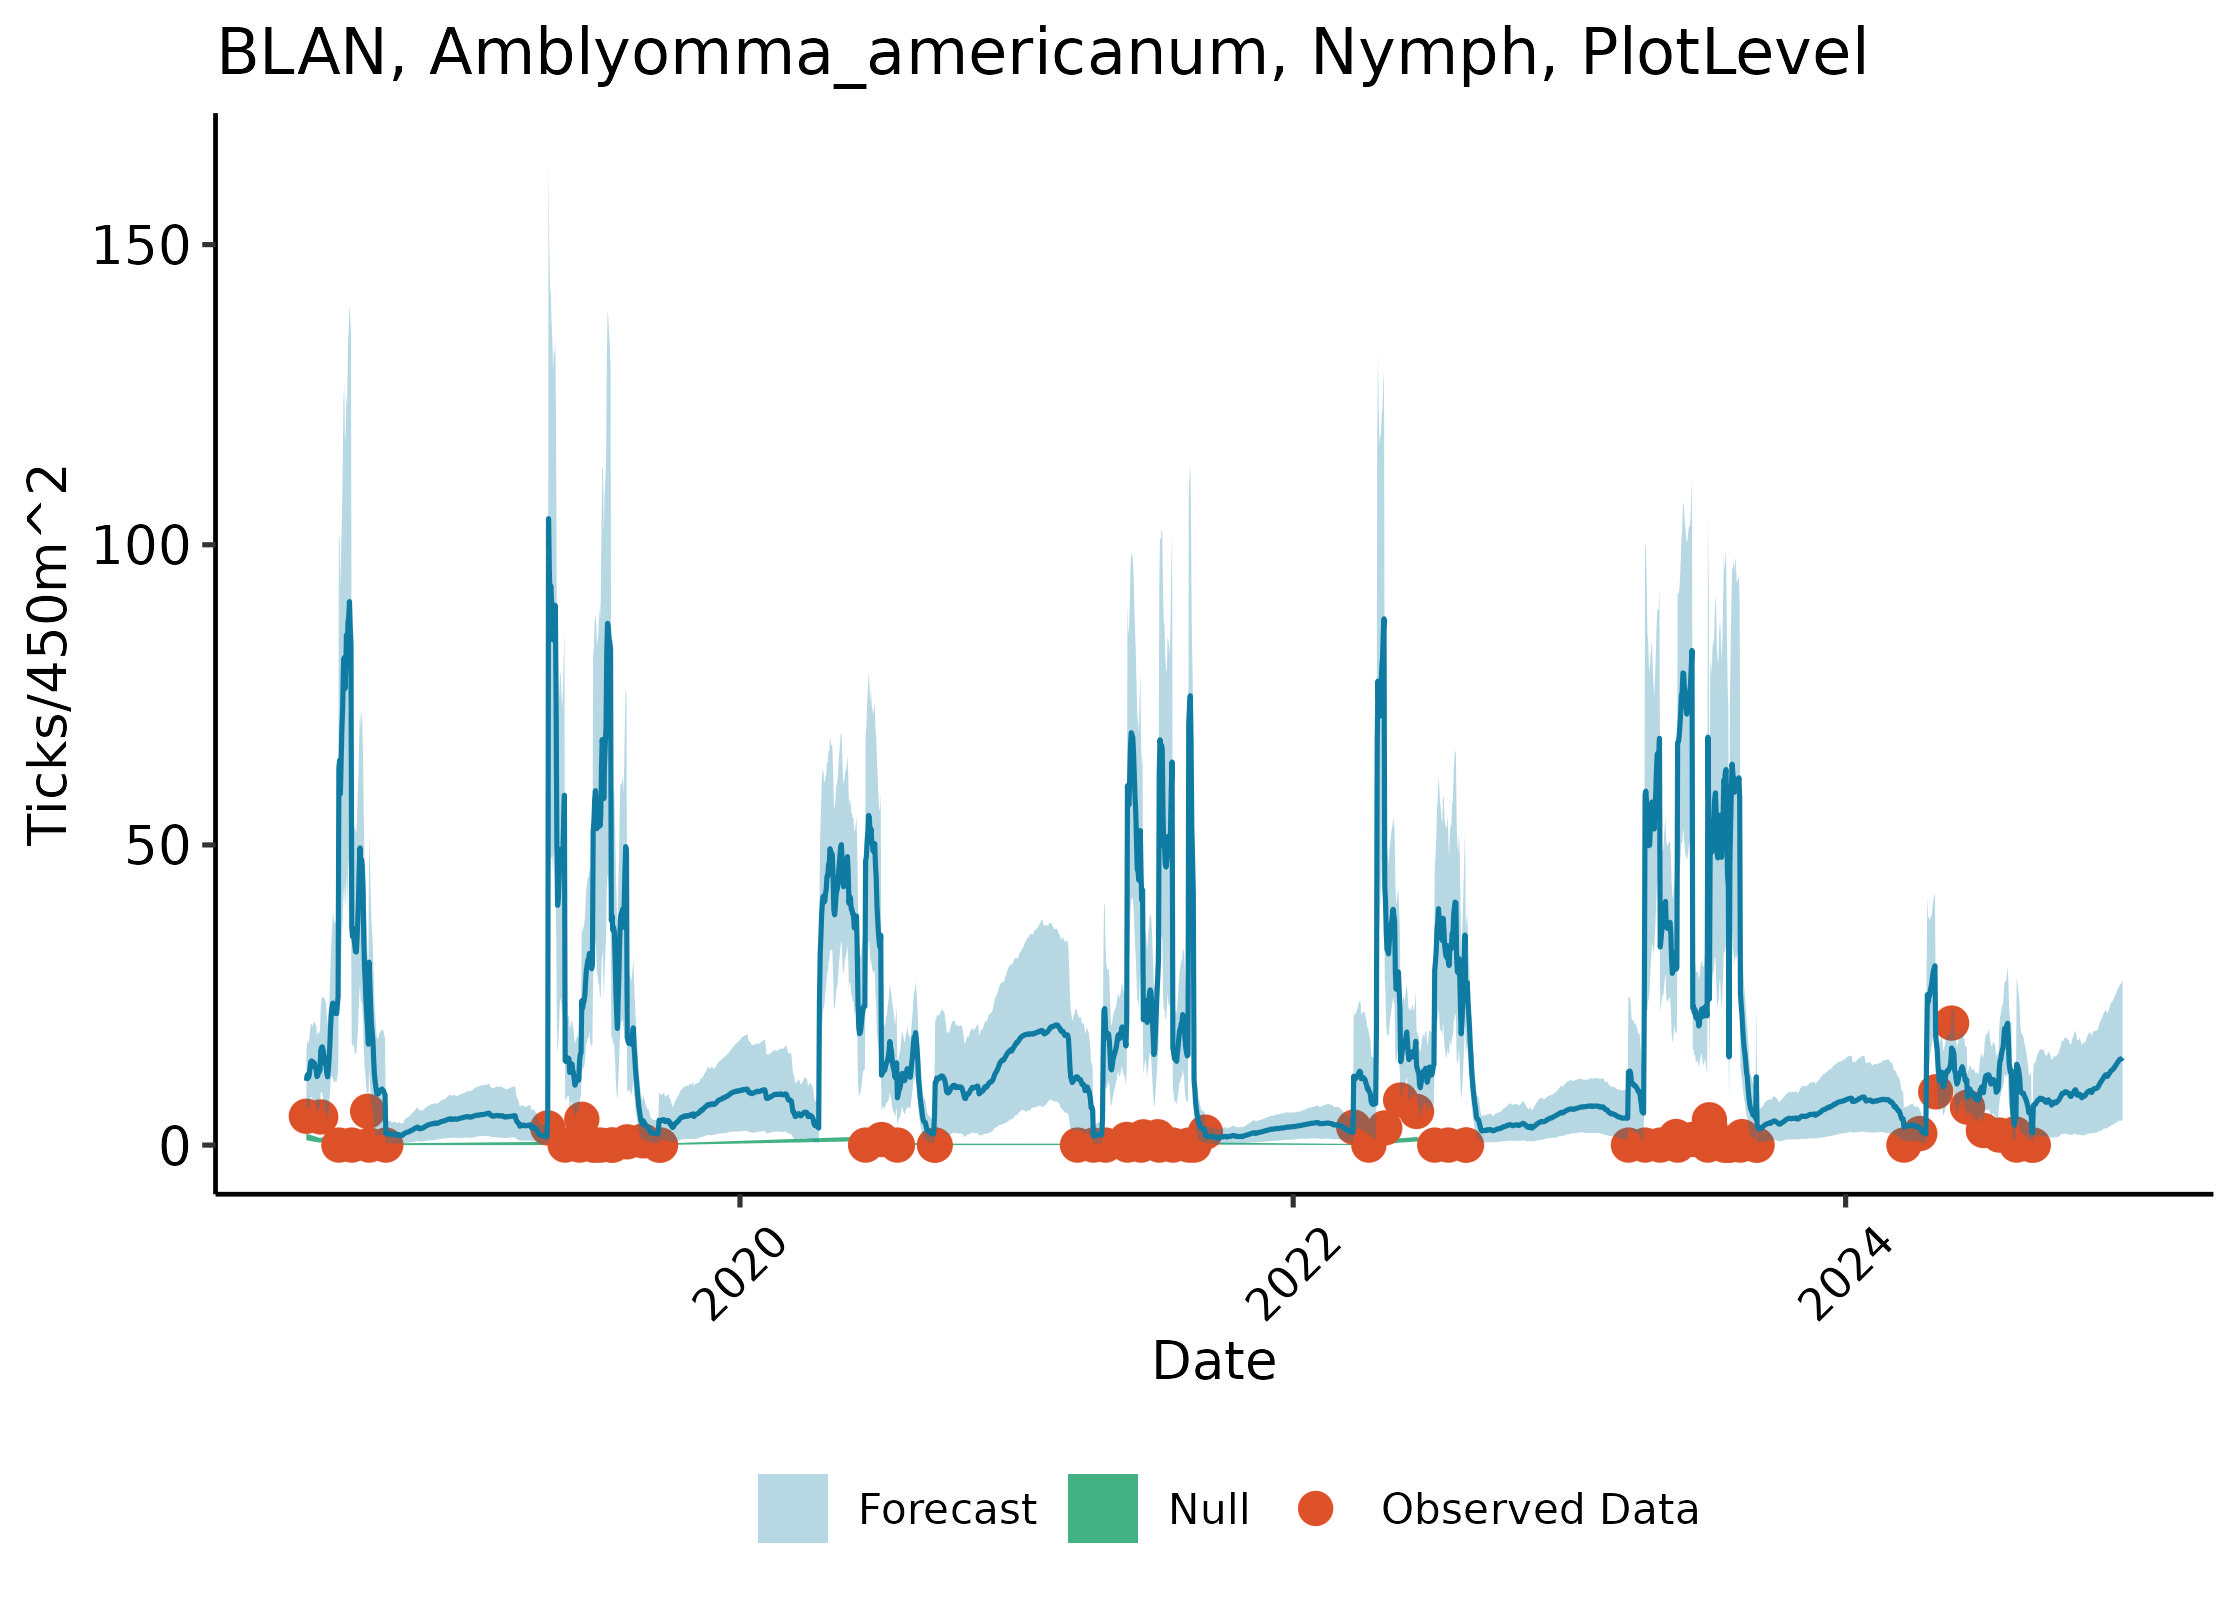 BLAN, Amblyomma_americanum, Nymph, PlotLevel
Ticks/450m^2
150
100
50
0
2020
2022
2024
Date
Forecast
Null
Observed Data